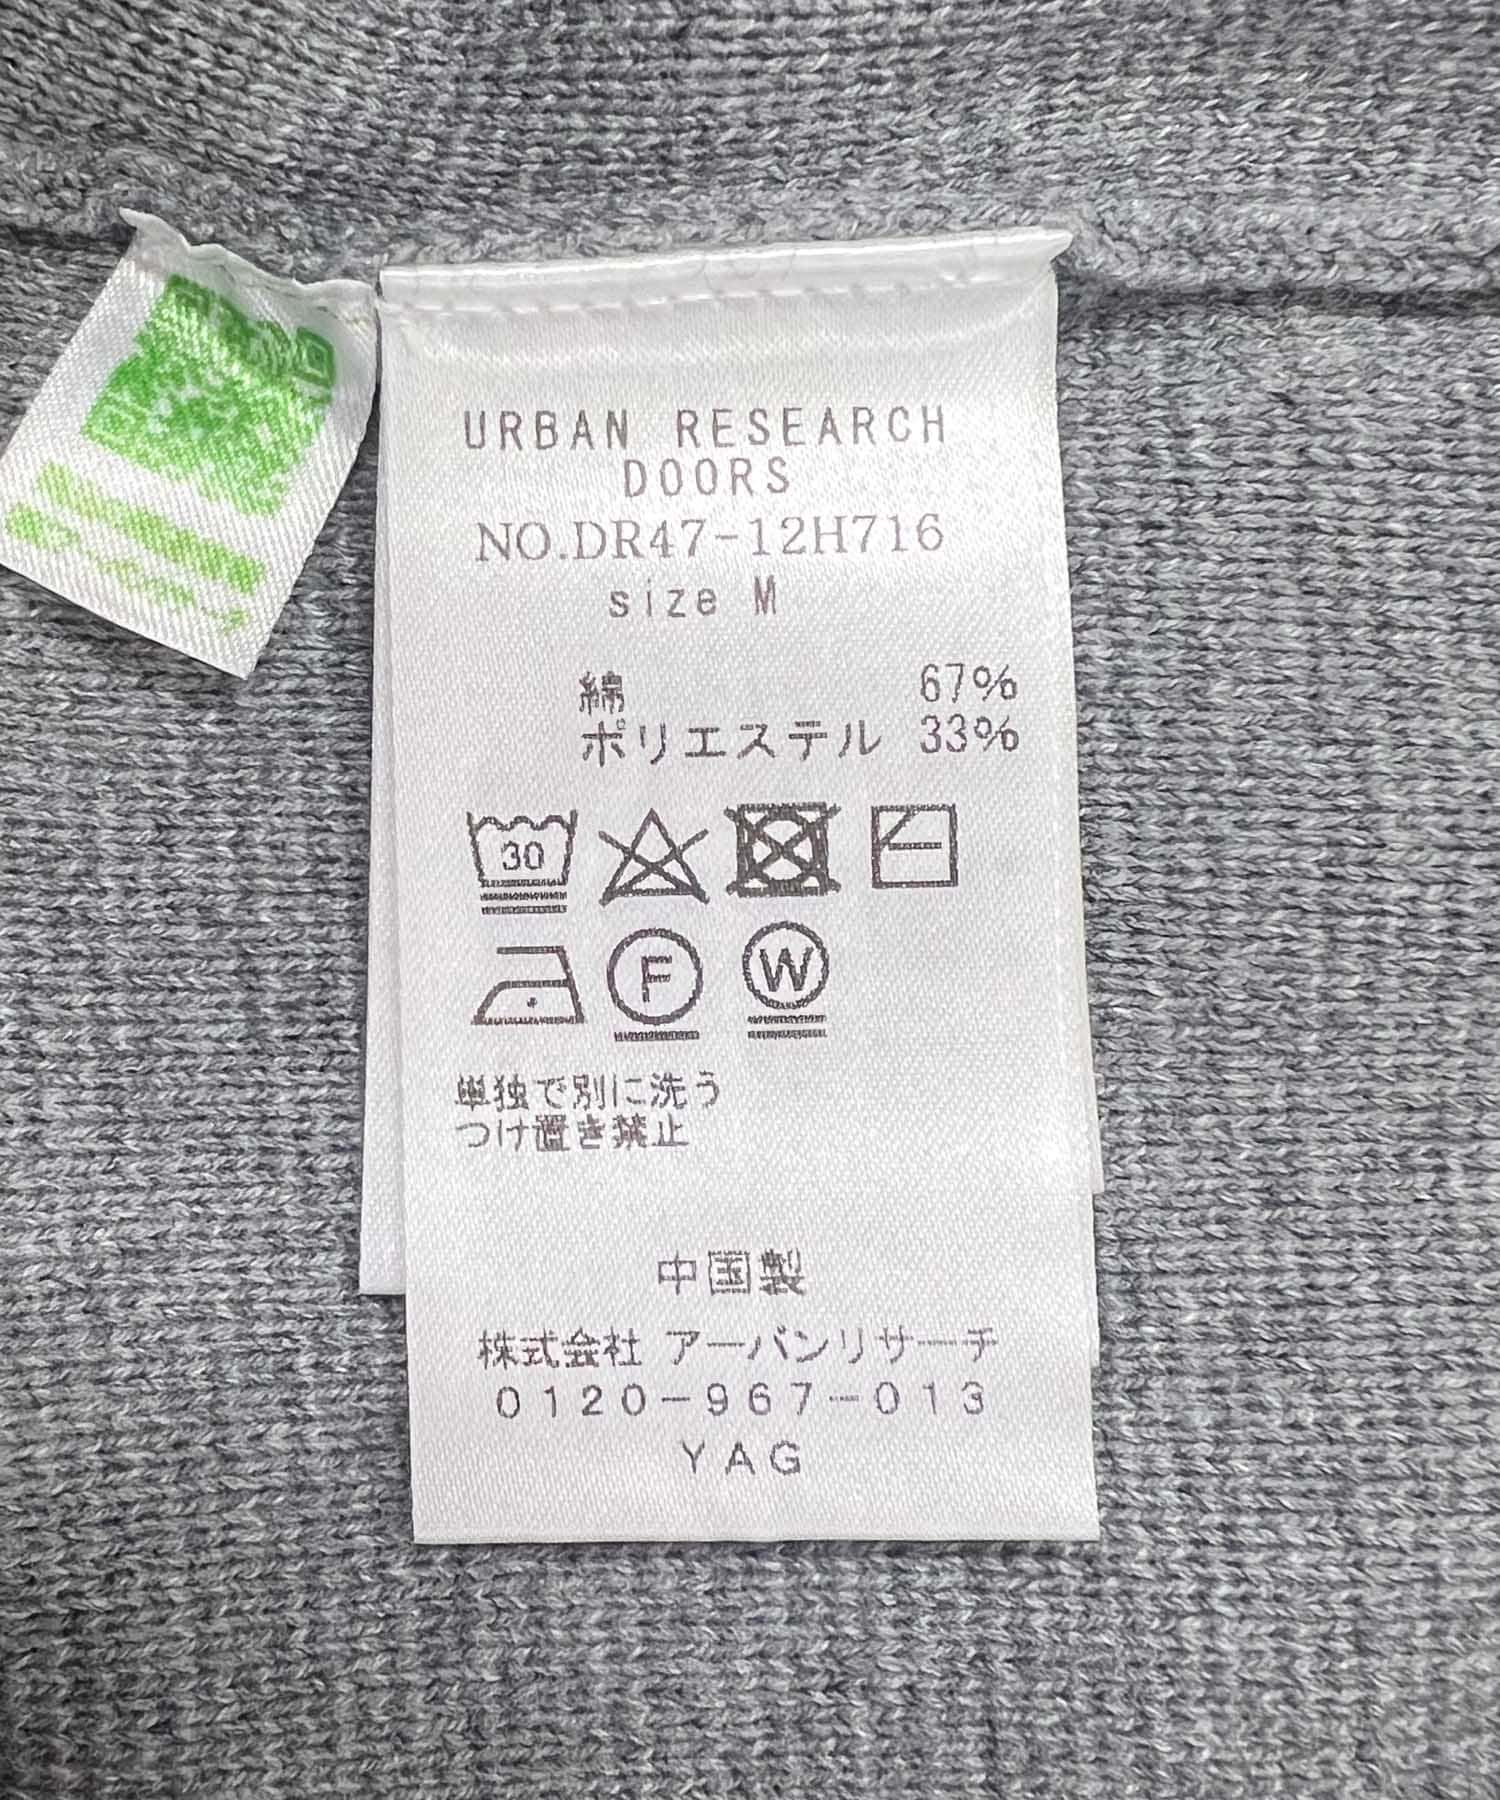 URBAN RESEARCH
DOORS
NO.DR47-12H716
size M
綿 67%
ポリエステル 33%
30
F W
単独で別に洗う
つけ置き禁止
中国製
株式会社 アーバンリサーチ
0120-967-013
YAG